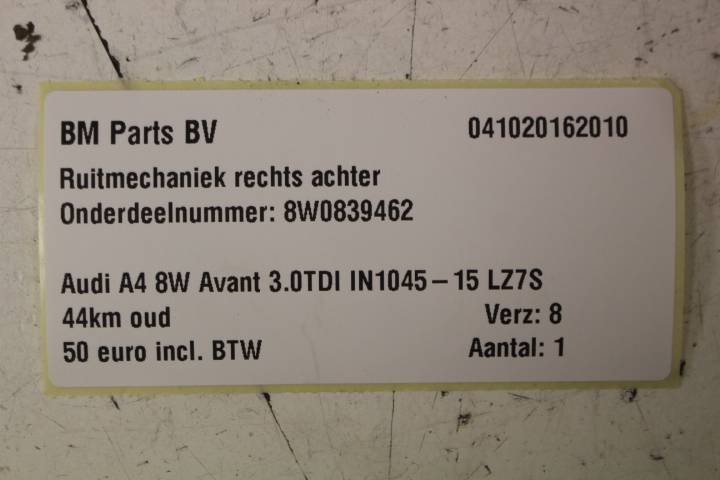 BM Parts BV 041020162010
Ruitmechaniek rechts achter
Onderdeelnummer: 8W0839462
Audi A4 8W Avant 3.0TDI IN1045-15 LZ7S
44km oud Verz: 8
50 euro incl. BTW Aantal: 1